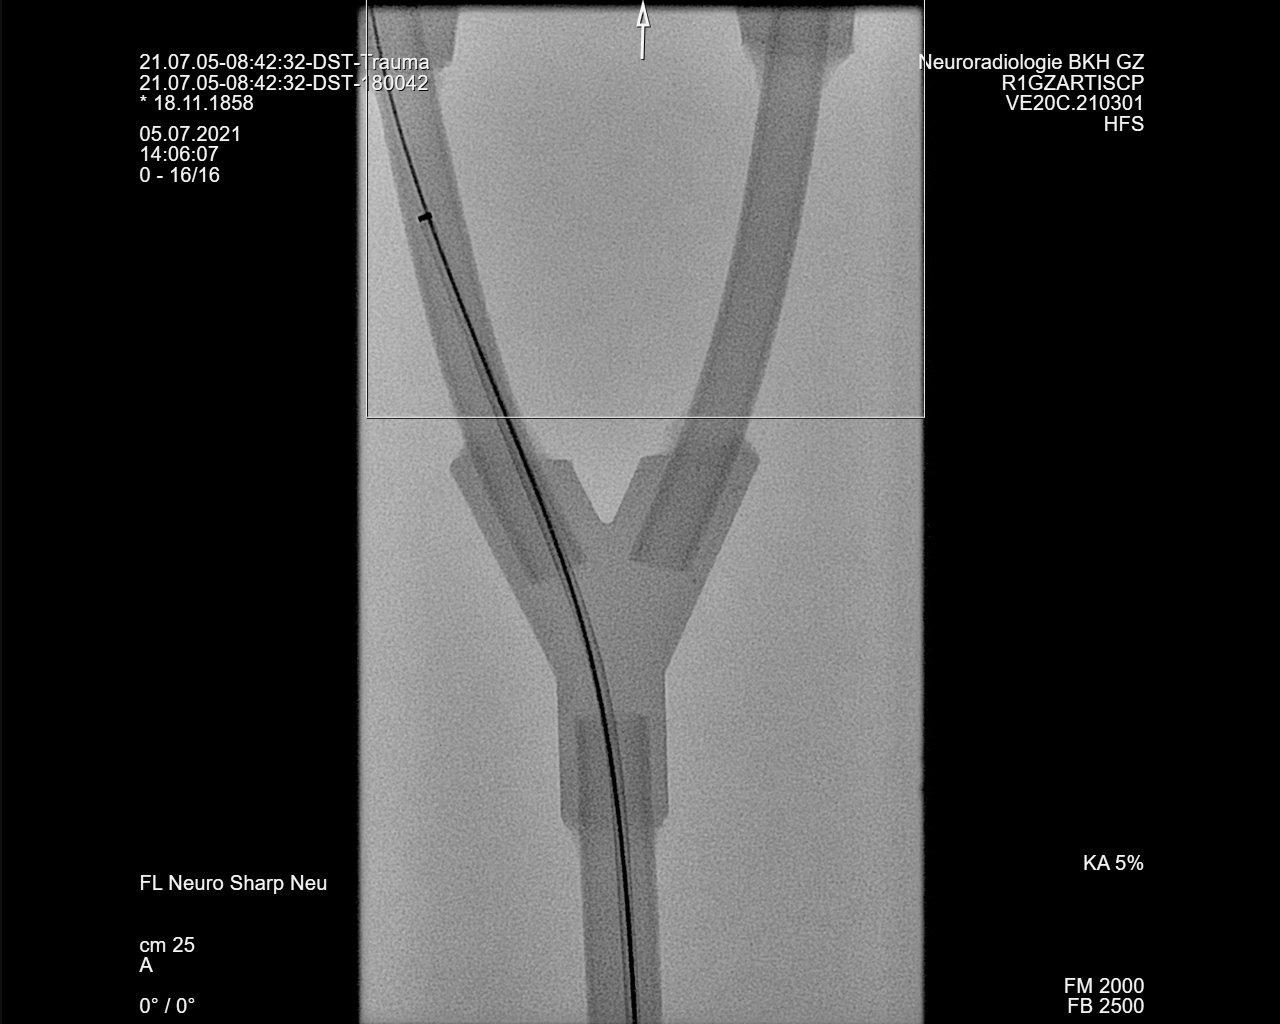 21.07.05-08:42:32-DST-Trauma
21.07.05-08:42:32-DST-180042
* 18.11.1858
05.07.2021
14:06:07
0 - 16/16
Neuroradiologie BKH GZ
R1GZARTISCP
VE20C.210301
HFS
FL Neuro Sharp Neu
cm 25
A
0° / 0°
KA 5%
FM 2000
FB 2500